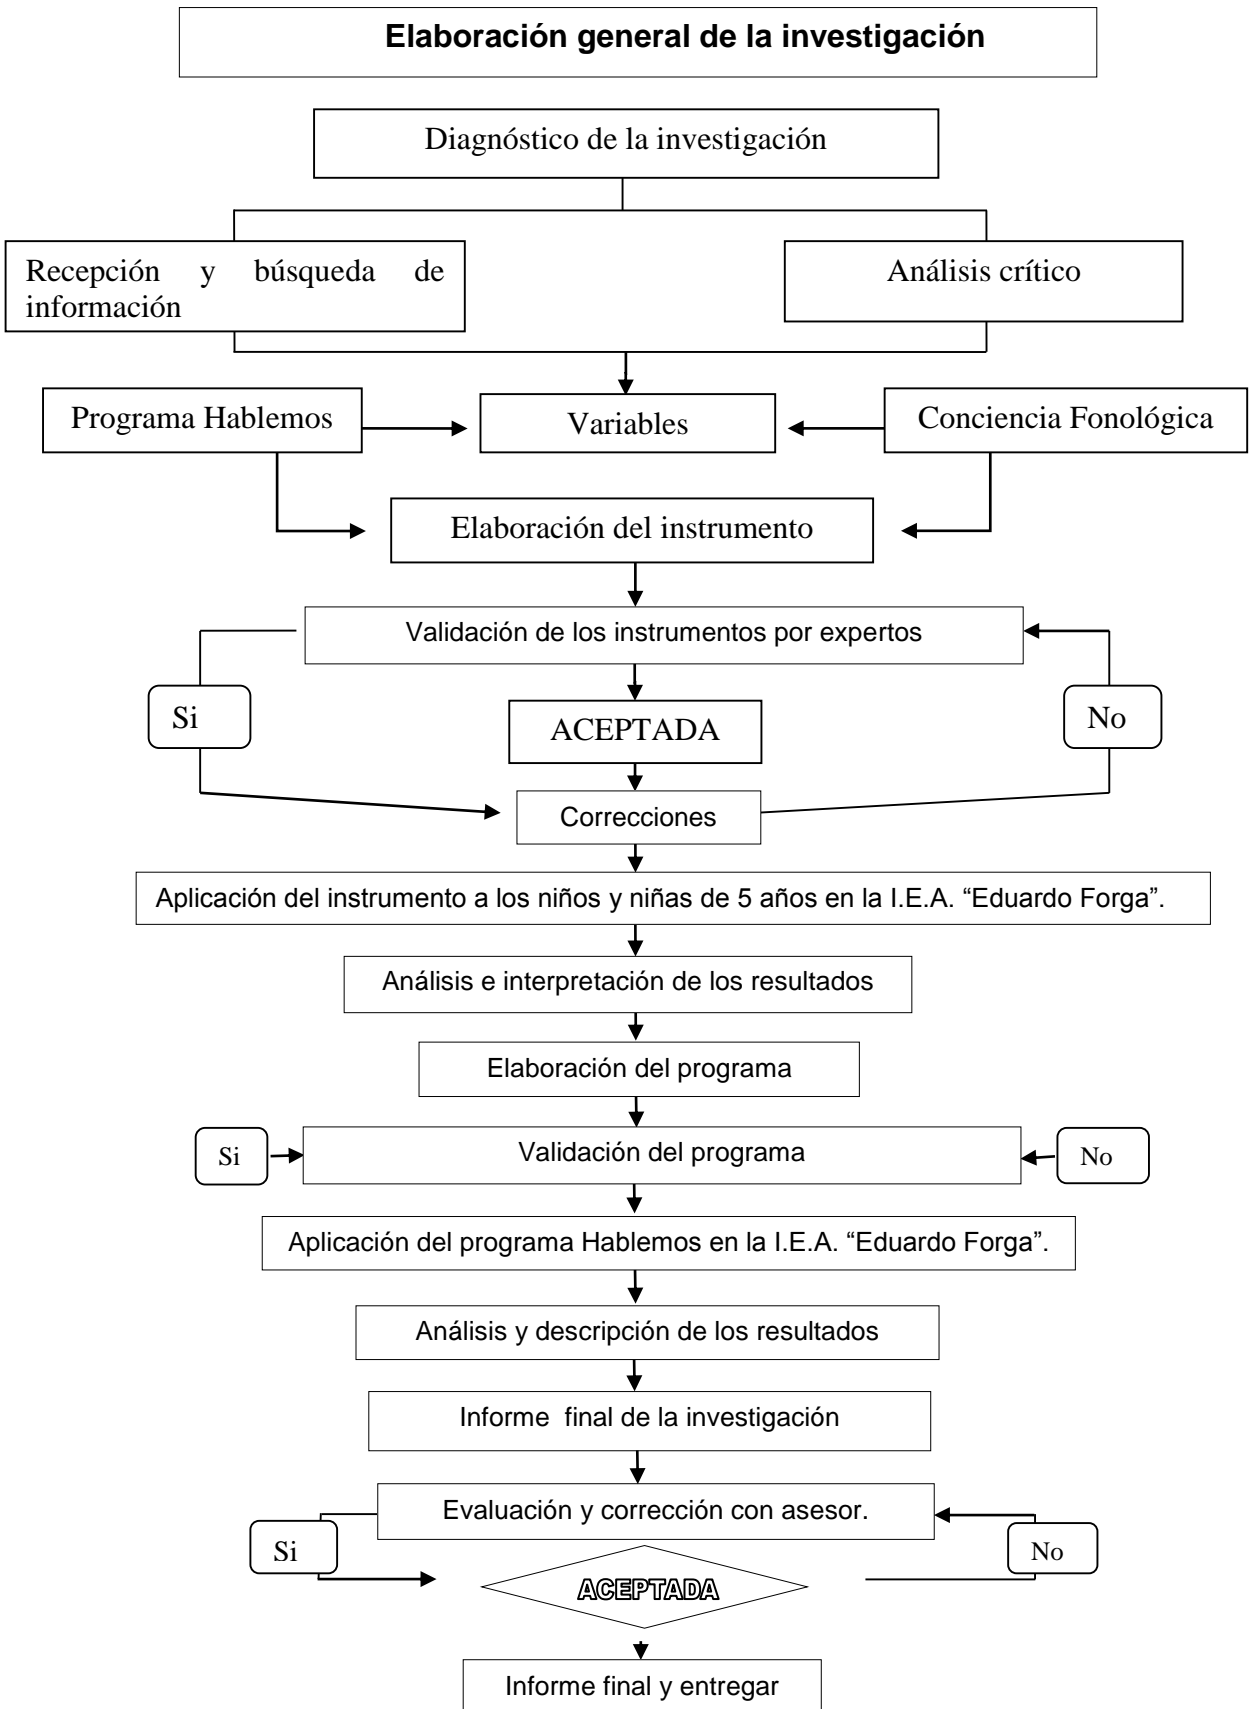 Elaboración general de la investigación
Diagnóstico de la investigación
Recepción y búsqueda de
información
Análisis crítico
Programa Hablemos
Variables
Conciencia Fonológica
Elaboración del instrumento
Validación de los instrumentos por expertos
Si
ACEPTADA
No
Correcciones
Aplicación del instrumento a los niños y niñas de 5 años en la I.E.A. “Eduardo Forga”.
Análisis e interpretación de los resultados
Elaboración del programa
Si
Validación del programa
No
Aplicación del programa Hablemos en la I.E.A. “Eduardo Forga”.
Análisis y descripción de los resultados
Informe final de la investigación
Evaluación y corrección con asesor.
Si
No
ACEPTADA
Informe final y entregar